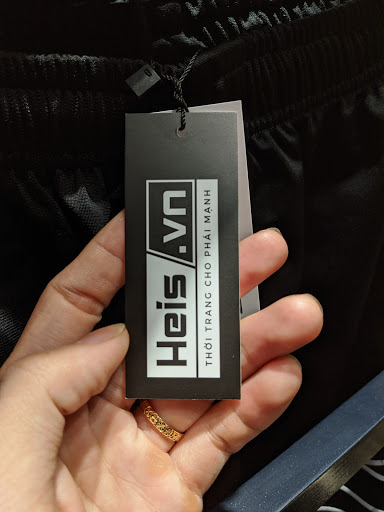 Heis/.vn
THỜI TRANG CHO PHÁI MẠNH